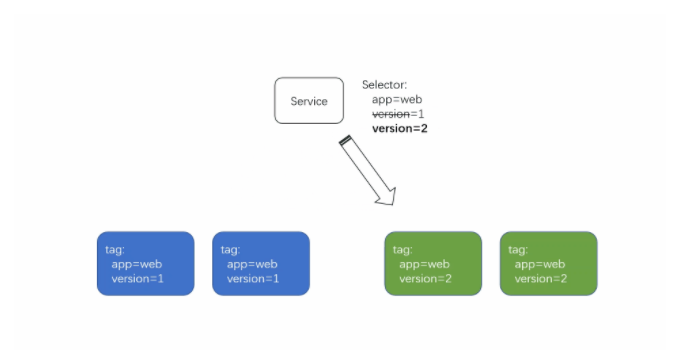 Service
Selector:
app=web
version=1
version=2
tag:
app=web
version=1
tag:
app=web
version=1
tag:
app=web
version=2
tag:
app=web
version=2